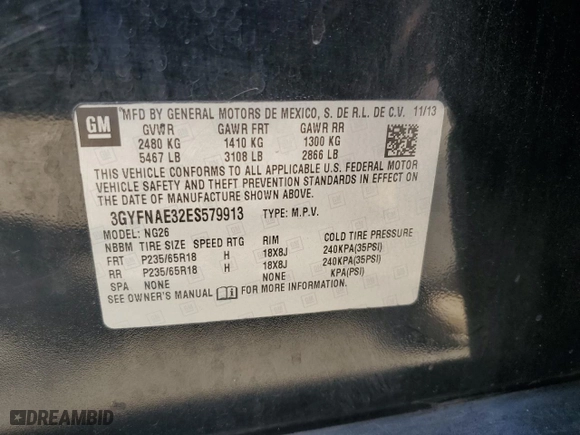 GM
MFD BY GENERAL MOTORS DE MEXICO, S. DE R.L. DE C.V. 11/13
GVWR GAWR FRT GAWR RR
2480 KG 1410 KG 1300 KG
5467 LB 3108 LB 2866 LB
THIS VEHICLE CONFORMS TO ALL APPLICABLE U.S. FEDERAL MOTOR
VEHICLE SAFETY AND THEFT PREVENTION STANDARDS IN EFFECT ON
THE DATE OF MANUFACTURE SHOWN ABOVE.
3GYFNAE32ES579913 TYPE: M.P.V.
MODEL: NG26
NBBM TIRE SIZE SPEED RTG RIM COLD TIRE PRESSURE
FRT P235/65R18 H 18X8J 240KPA(35PSI)
RR P235/65R18 H 18X8J 240KPA(35PSI)
SPA NONE NONE KPA(PSI)
SEE OWNER'S MANUAL i FOR MORE INFORMATION.
DREAMBID